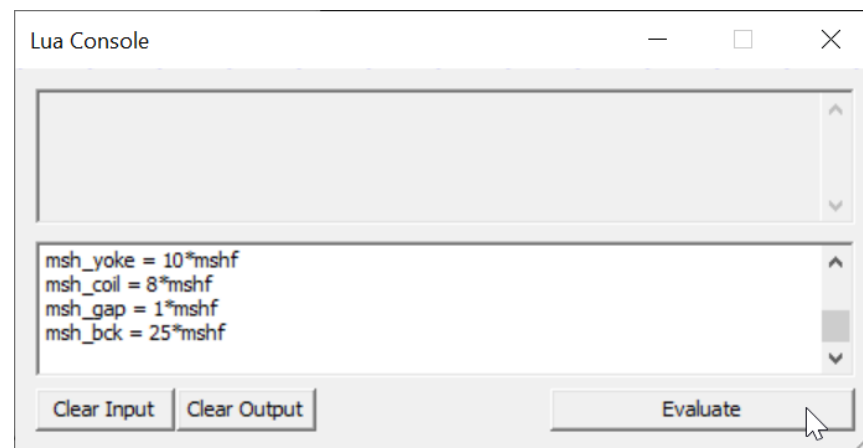 Lua Console
msh_yoke = 10*mshf
msh_coil = 8*mshf
msh_gap = 1*mshf
msh_bck = 25*mshf
Clear Input Clear Output Evaluate